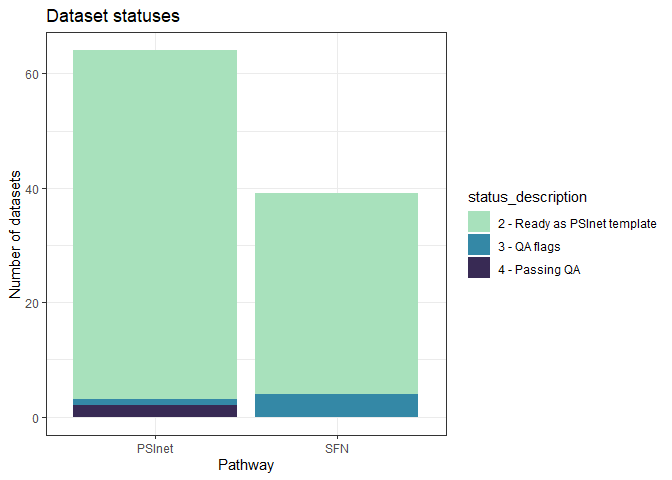 Dataset statuses
Number of datasets
60
40
20
0
PSInet
SFN
Pathway
status_description
2 - Ready as PSInet template
3 - QA flags
4 - Passing QA